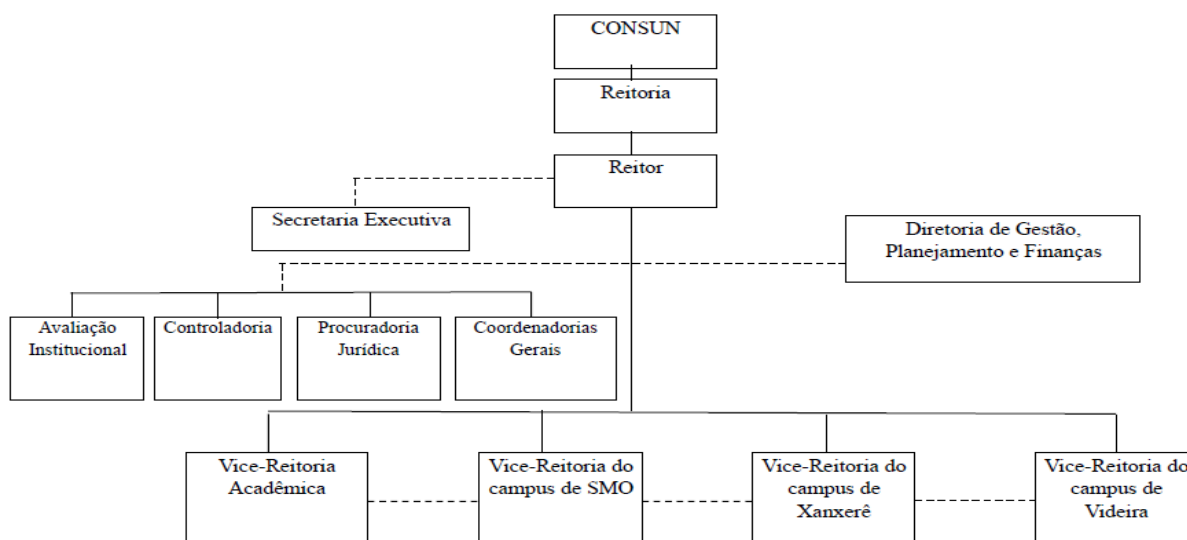 CONSUN
Reitoria
Reitor
Secretaria Executiva
Diretoria de Gestão,
Planejamento e Finanças
Avaliação
Institucional
Controladoria
Procuradoria
Jurídica
Coordenadorias
Gerais
Vice-Reitoria
Acadêmica
Vice-Reitoria do
campus de SMO
Vice-Reitoria do
campus de
Xanxerê
Vice-Reitoria do
campus de
Videira